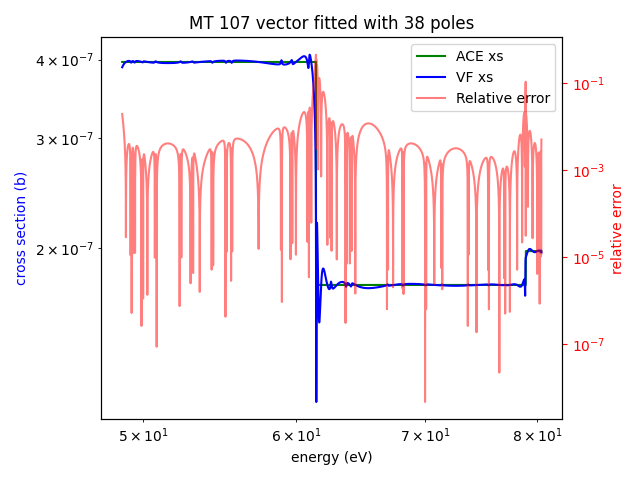 MT 107 vector fitted with 38 poles
ACE xs
VF xs
Relative error
4 × 10⁻⁷
3 × 10⁻⁷
2 × 10⁻⁷
cross section (b)
10⁻¹
10⁻³
10⁻⁵
10⁻⁷
relative error
5 × 10¹
6 × 10¹
7 × 10¹
8 × 10¹
energy (eV)